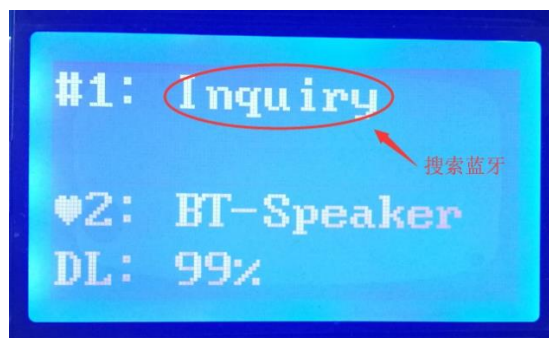 #1: Inquiry
搜索蓝牙
♥2: BT-Speaker
DL: 99%